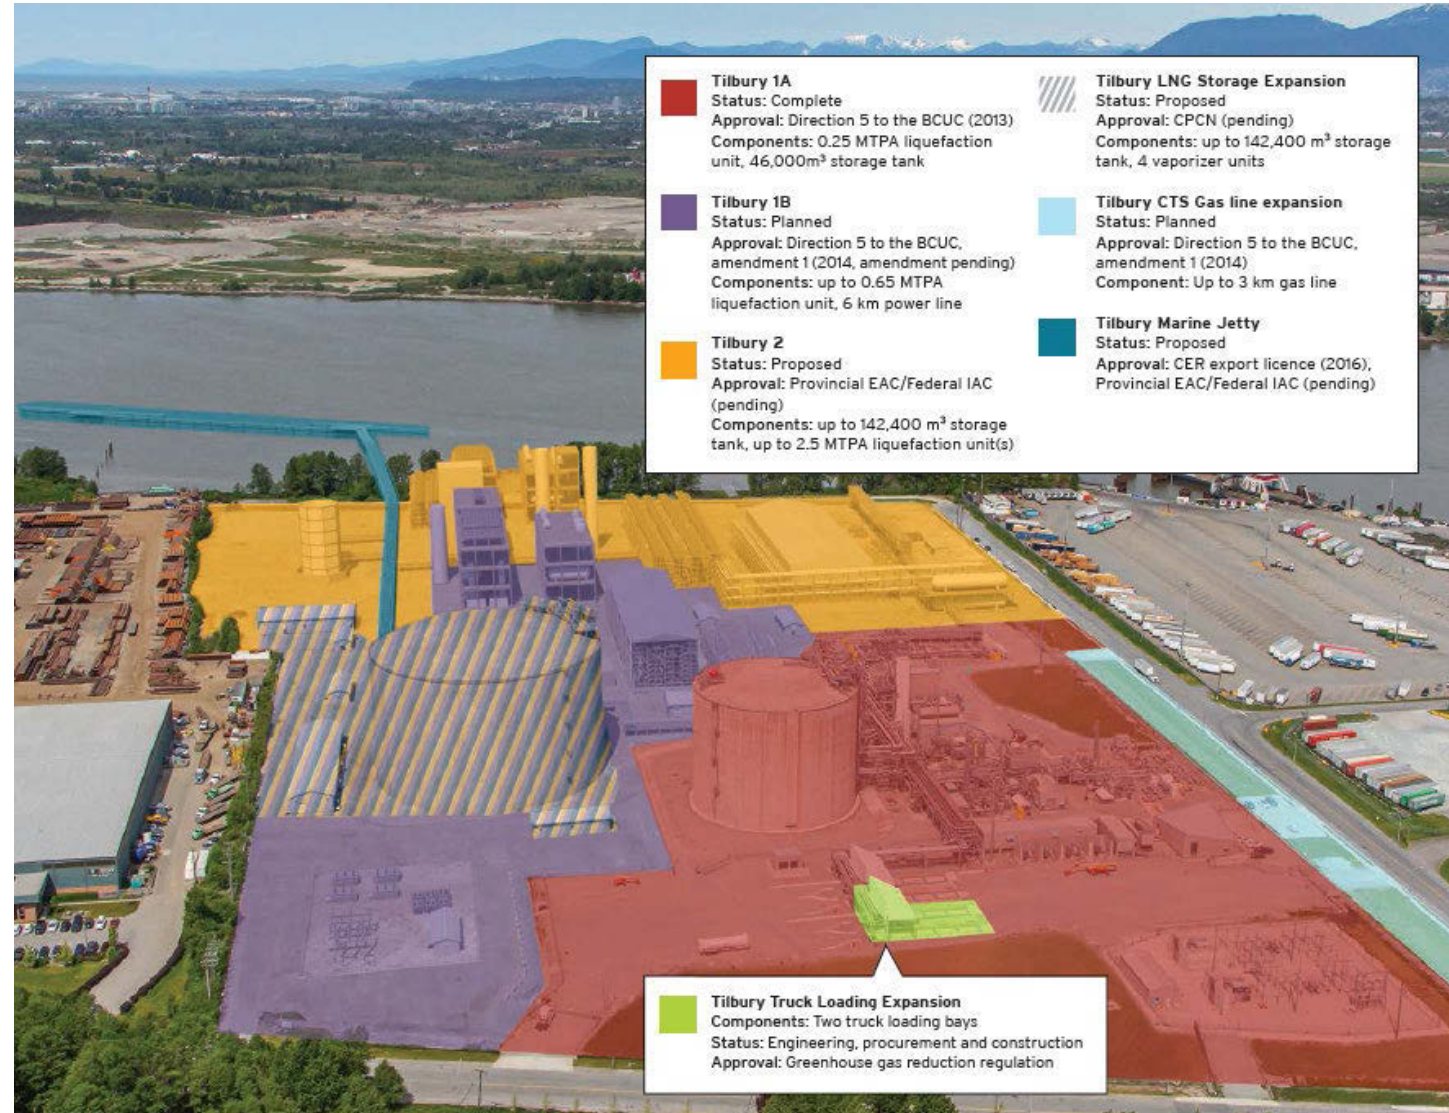 Tilbury 1A
Status: Complete
Approval: Direction 5 to the BCUC (2013)
Components: 0.25 MTPA liquefaction
unit, 46,000m³ storage tank
Tilbury 1B
Status: Planned
Approval: Direction 5 to the BCUC,
amendment 1 (2014, amendment pending)
Components: up to 0.65 MTPA
liquefaction unit, 6 km power line
Tilbury 2
Status: Proposed
Approval: Provincial EAC/Federal IAC
(pending)
Components: up to 142,400 m³ storage
tank, up to 2.5 MTPA liquefaction unit(s)
Tilbury LNG Storage Expansion
Status: Proposed
Approval: CPCN (pending)
Components: up to 142,400 m³ storage
tank, 4 vaporizer units
Tilbury CTS Gas line expansion
Status: Planned
Approval: Direction 5 to the BCUC,
amendment 1 (2014)
Component: Up to 3 km gas line
Tilbury Marine Jetty
Status: Proposed
Approval: CER export licence (2016),
Provincial EAC/Federal IAC (pending)
Tilbury Truck Loading Expansion
Components: Two truck loading bays
Status: Engineering, procurement and construction
Approval: Greenhouse gas reduction regulation